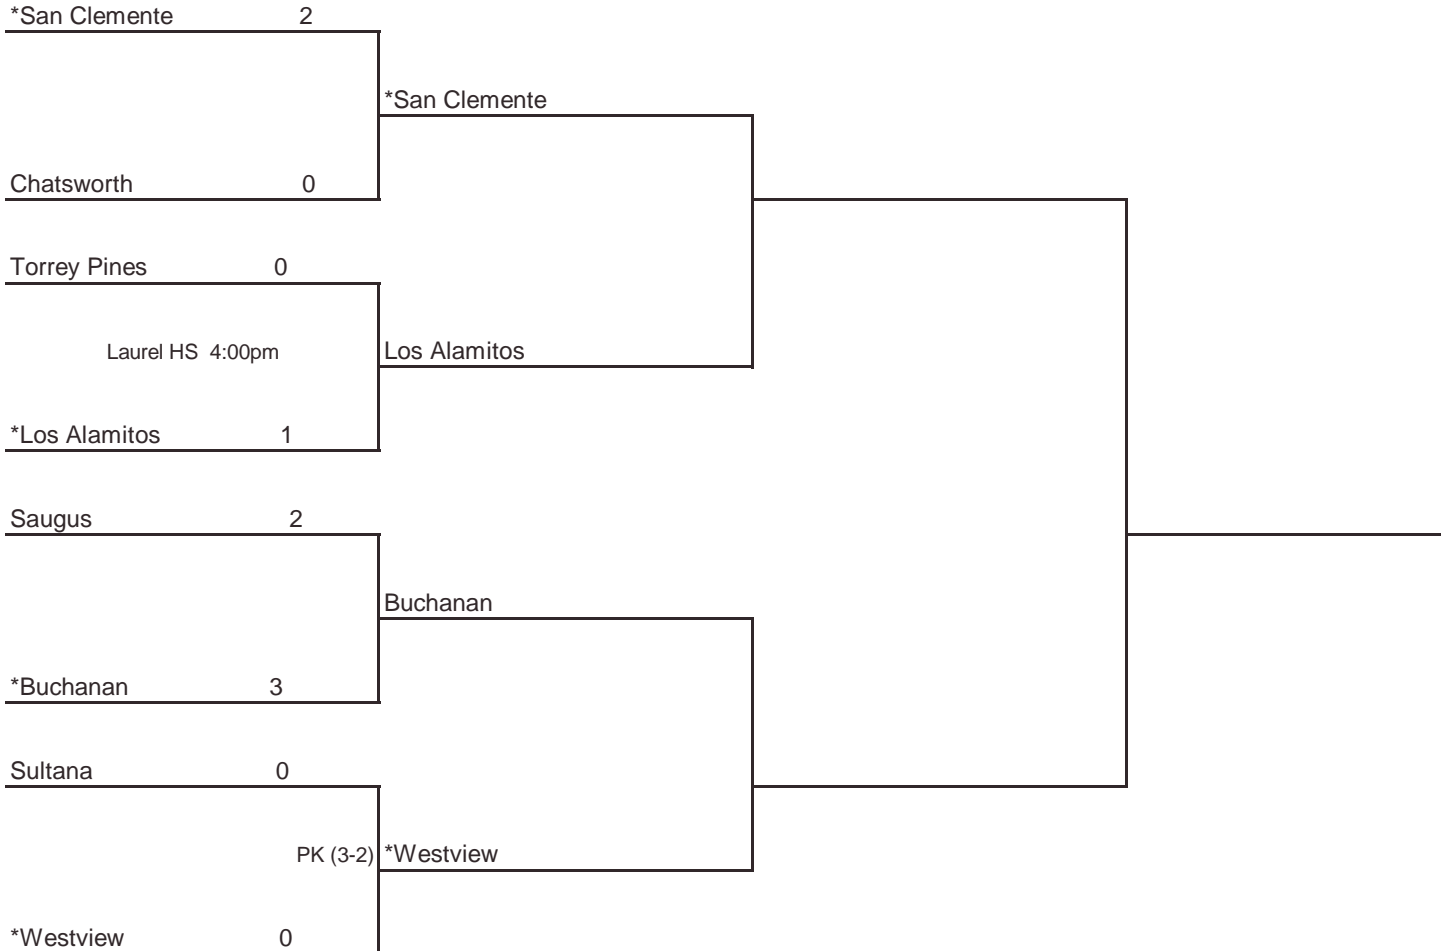 *San Clemente 2
*San Clemente
Chatsworth 0
Torrey Pines 0
Laurel HS 4:00pm
Los Alamitos
*Los Alamitos 1
Saugus 2
Buchanan
*Buchanan 3
Sultana 0
PK (3-2)
*Westview
*Westview 0